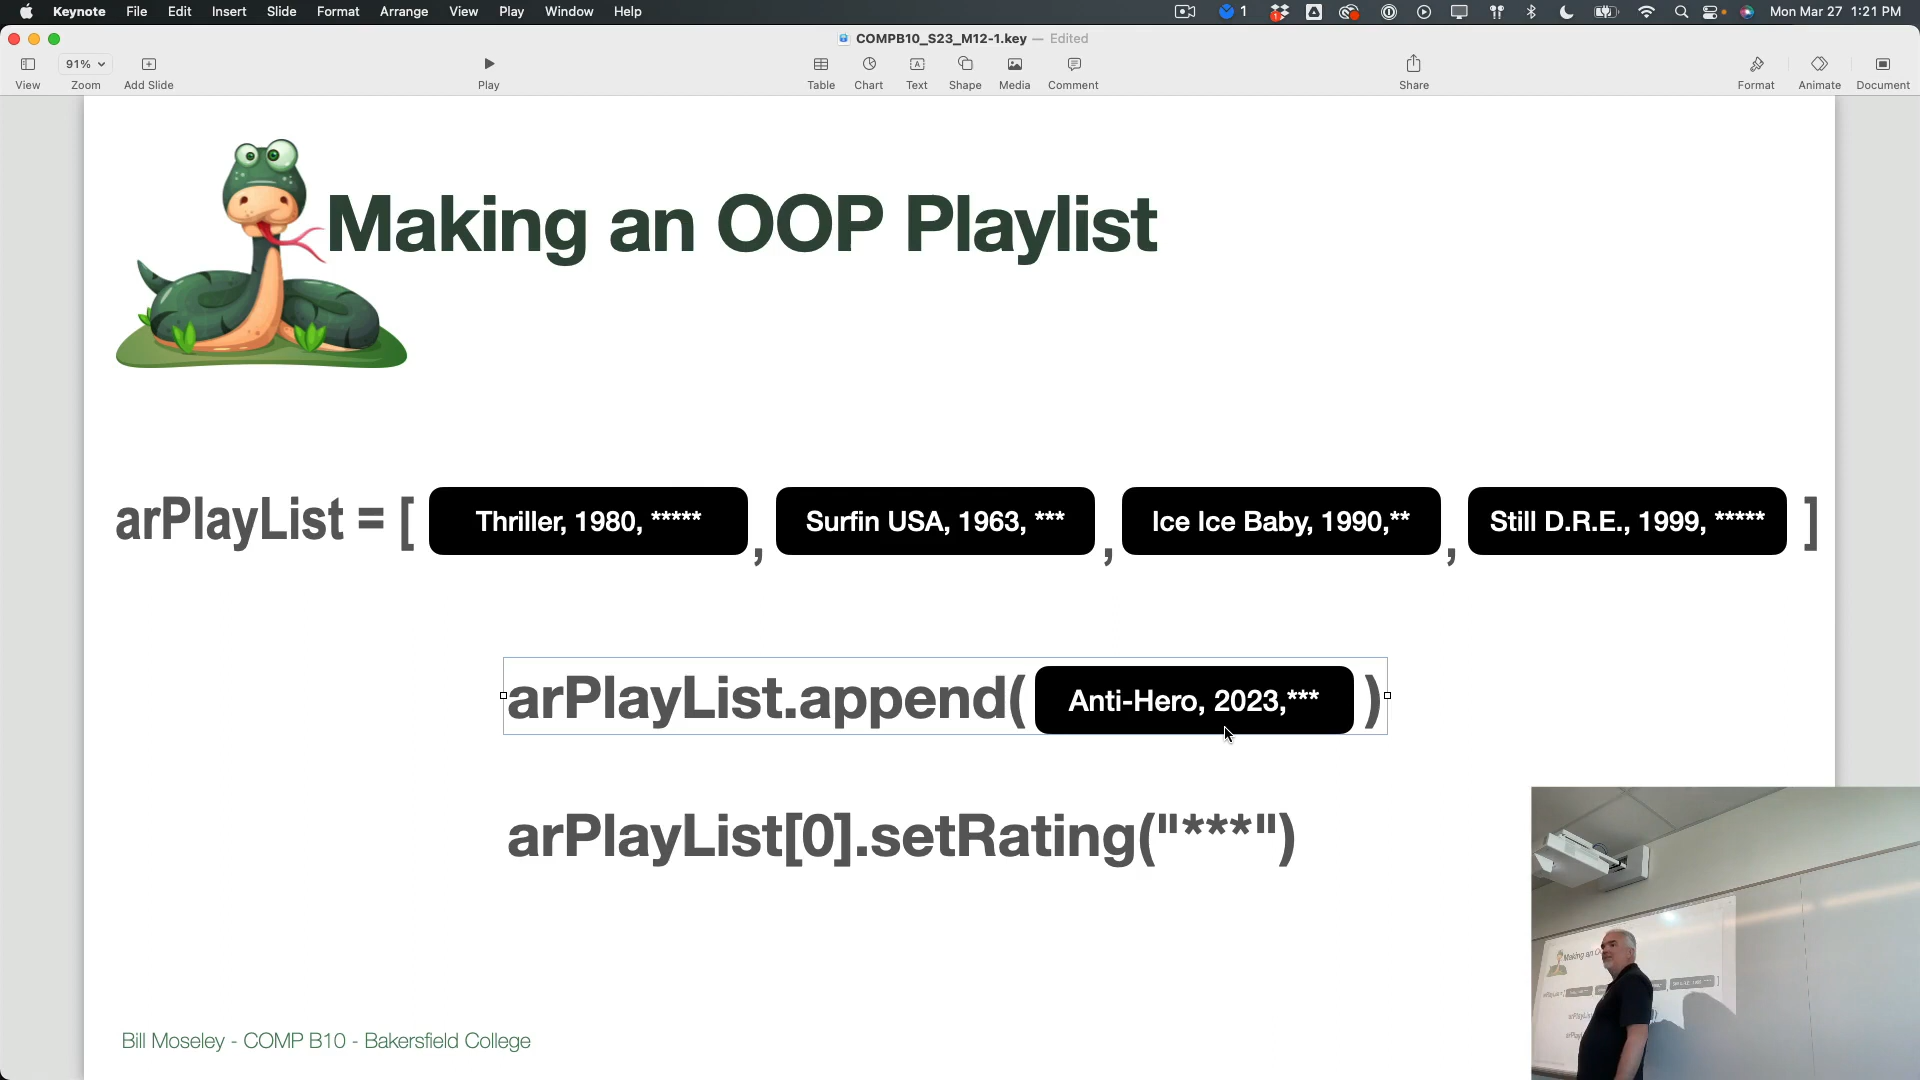 Keynote File Edit Insert Slide Format Arrange View Play Window Help 1 Mon Mar 27 1:21 PM
COMPB10_S23_M12-1.key — Edited
91%
View Zoom Add Slide Play Table Chart Text Shape Media Comment Share Format Animate Document
Making an OOP Playlist
arPlayList = [ Thriller, 1980, ***** , Surfin USA, 1963, *** , Ice Ice Baby, 1990,** , Still D.R.E., 1999, ***** ]
arPlayList.append( Anti-Hero, 2023,*** )
arPlayList[0].setRating("***")
Bill Moseley - COMP B10 - Bakersfield College